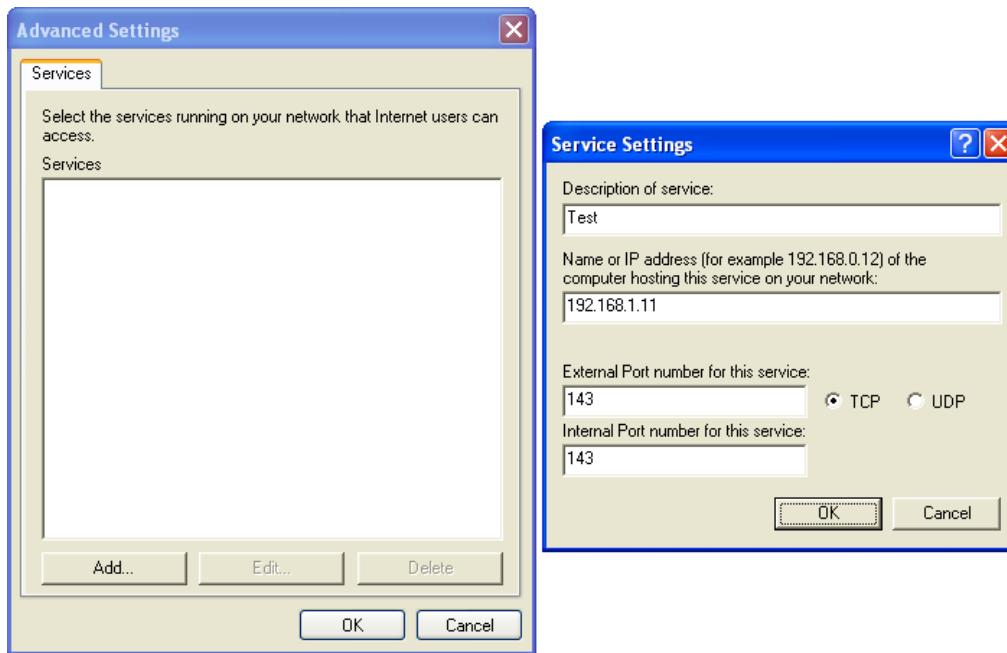 Advanced Settings
Services
Select the services running on your network that Internet users can
access.
Services
Add...
Edit...
Delete
OK
Cancel
Service Settings
Description of service:
Test
Name or IP address (for example 192.168.0.12) of the
computer hosting this service on your network:
192.168.1.11
External Port number for this service:
143
TCP
UDP
Internal Port number for this service:
143
OK
Cancel